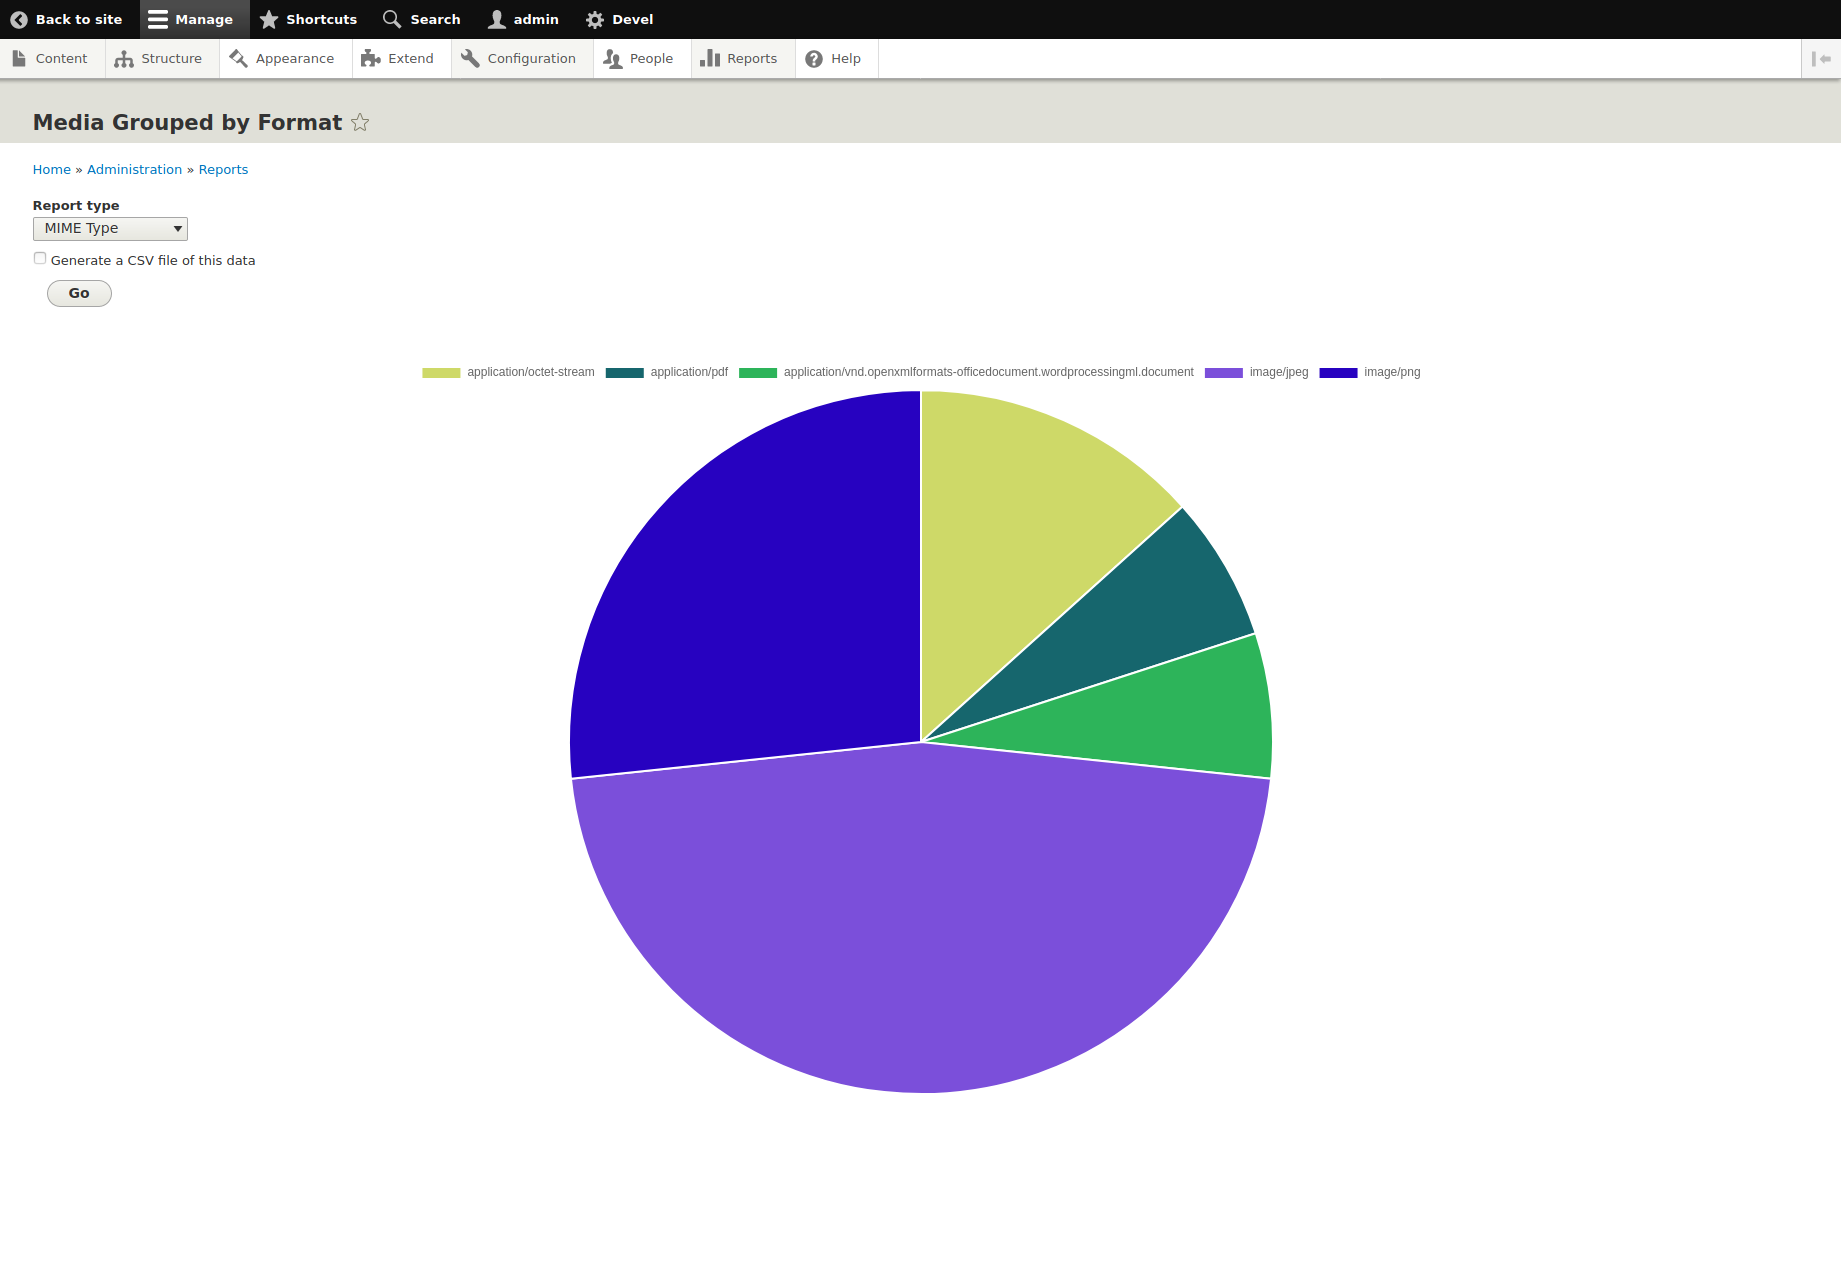 Back to site Manage Shortcuts Search admin Devel
Content Structure Appearance Extend Configuration People Reports Help
Media Grouped by Format
Home » Administration » Reports
Report type
MIME Type
Generate a CSV file of this data
Go
application/octet-stream application/pdf application/vnd.openxmlformats-officedocument.wordprocessingml.document image/jpeg image/png